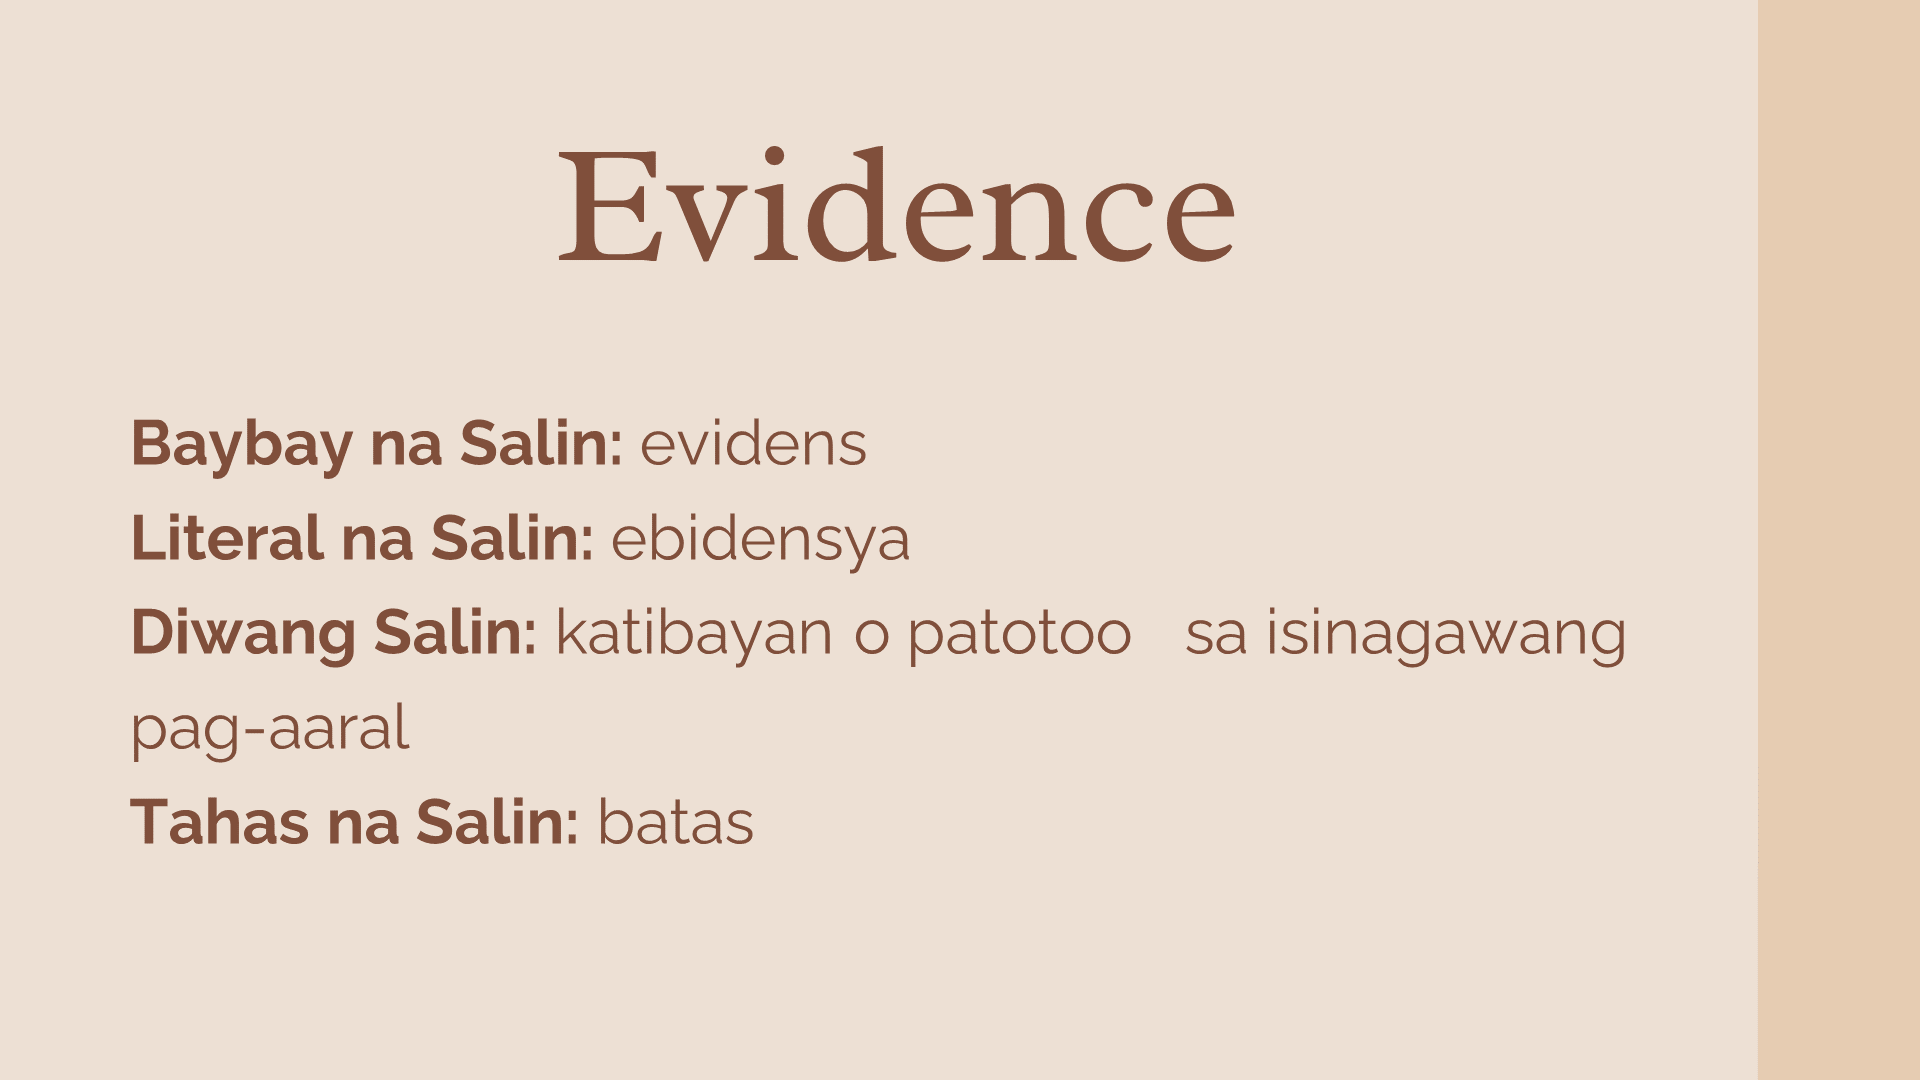 Evidence
Baybay na Salin: evidens
Literal na Salin: ebidensya
Diwang Salin: katibayan o patotoo sa isinagawang
pag-aaral
Tahas na Salin: batas